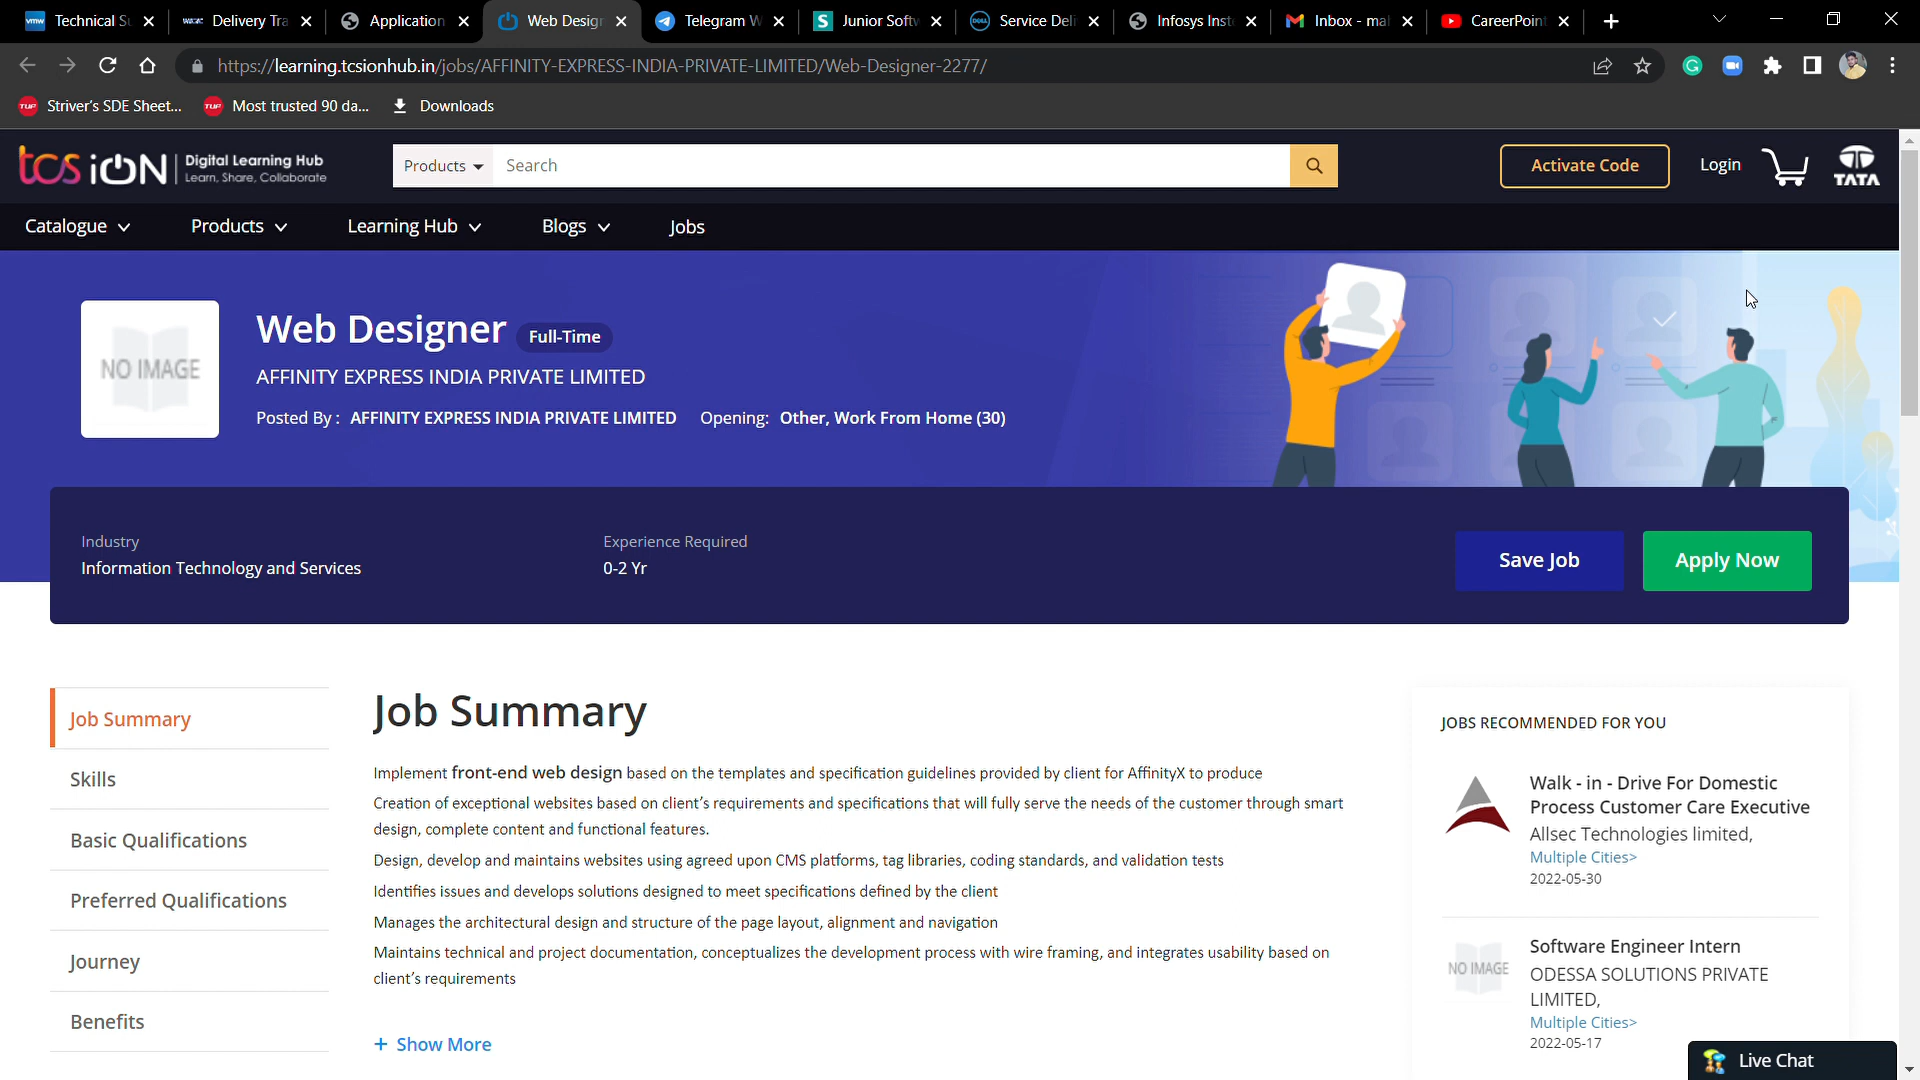 vmw Technical Su
Delivery Tra
Application
Web Design
Telegram W
S Junior Softw
DELL Service Deli
Infosys Inst
Inbox - mal
CareerPoint
https://learning.tcsionhub.in/jobs/AFFINITY-EXPRESS-INDIA-PRIVATE-LIMITED/Web-Designer-2277/
TUF Striver's SDE Sheet...
TUF Most trusted 90 da...
Downloads
tcs iON
Digital Learning Hub
Learn, Share, Collaborate
Products
Search
Activate Code
Login
TATA
Catalogue
Products
Learning Hub
Blogs
Jobs
NO IMAGE
Web Designer
Full-Time
AFFINITY EXPRESS INDIA PRIVATE LIMITED
Posted By : AFFINITY EXPRESS INDIA PRIVATE LIMITED Opening: Other, Work From Home (30)
Industry
Information Technology and Services
Experience Required
0-2 Yr
Save Job
Apply Now
Job Summary
Skills
Basic Qualifications
Preferred Qualifications
Journey
Benefits
Job Summary
Implement front-end web design based on the templates and specification guidelines provided by client for AffinityX to produce
Creation of exceptional websites based on client's requirements and specifications that will fully serve the needs of the customer through smart
design, complete content and functional features.
Design, develop and maintains websites using agreed upon CMS platforms, tag libraries, coding standards, and validation tests
Identifies issues and develops solutions designed to meet specifications defined by the client
Manages the architectural design and structure of the page layout, alignment and navigation
Maintains technical and project documentation, conceptualizes the development process with wire framing, and integrates usability based on
client's requirements
+ Show More
JOBS RECOMMENDED FOR YOU
Walk - in - Drive For Domestic
Process Customer Care Executive
Allsec Technologies limited,
Multiple Cities>
2022-05-30
NO IMAGE
Software Engineer Intern
ODESSA SOLUTIONS PRIVATE
LIMITED,
Multiple Cities>
2022-05-17
Live Chat